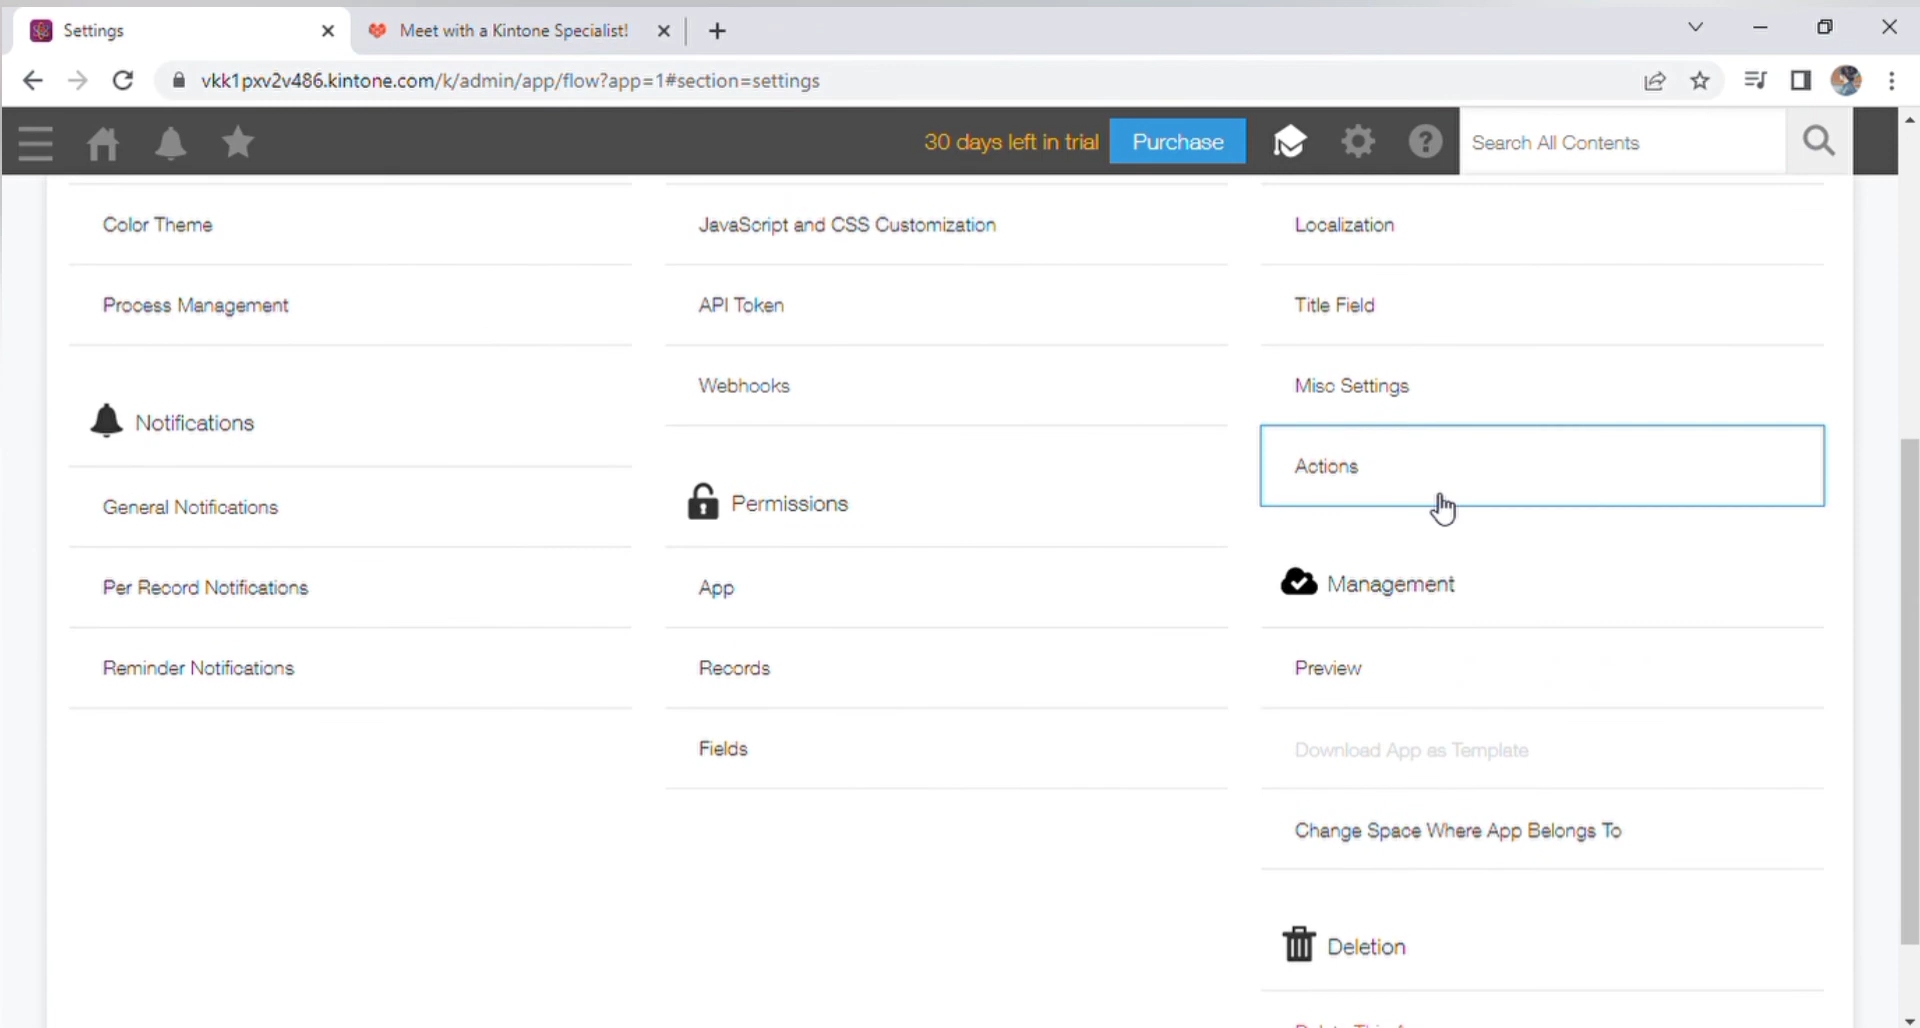 Settings
Meet with a Kintone Specialist!
vkk1pxv2v486.kintone.com/k/admin/app/flow?app=1#section=settings
30 days left in trial
Purchase
Search All Contents
Color Theme
Process Management
Notifications
General Notifications
Per Record Notifications
Reminder Notifications
JavaScript and CSS Customization
API Token
Webhooks
Permissions
App
Records
Fields
Localization
Title Field
Misc Settings
Actions
Management
Preview
Download App as Template
Change Space Where App Belongs To
Deletion